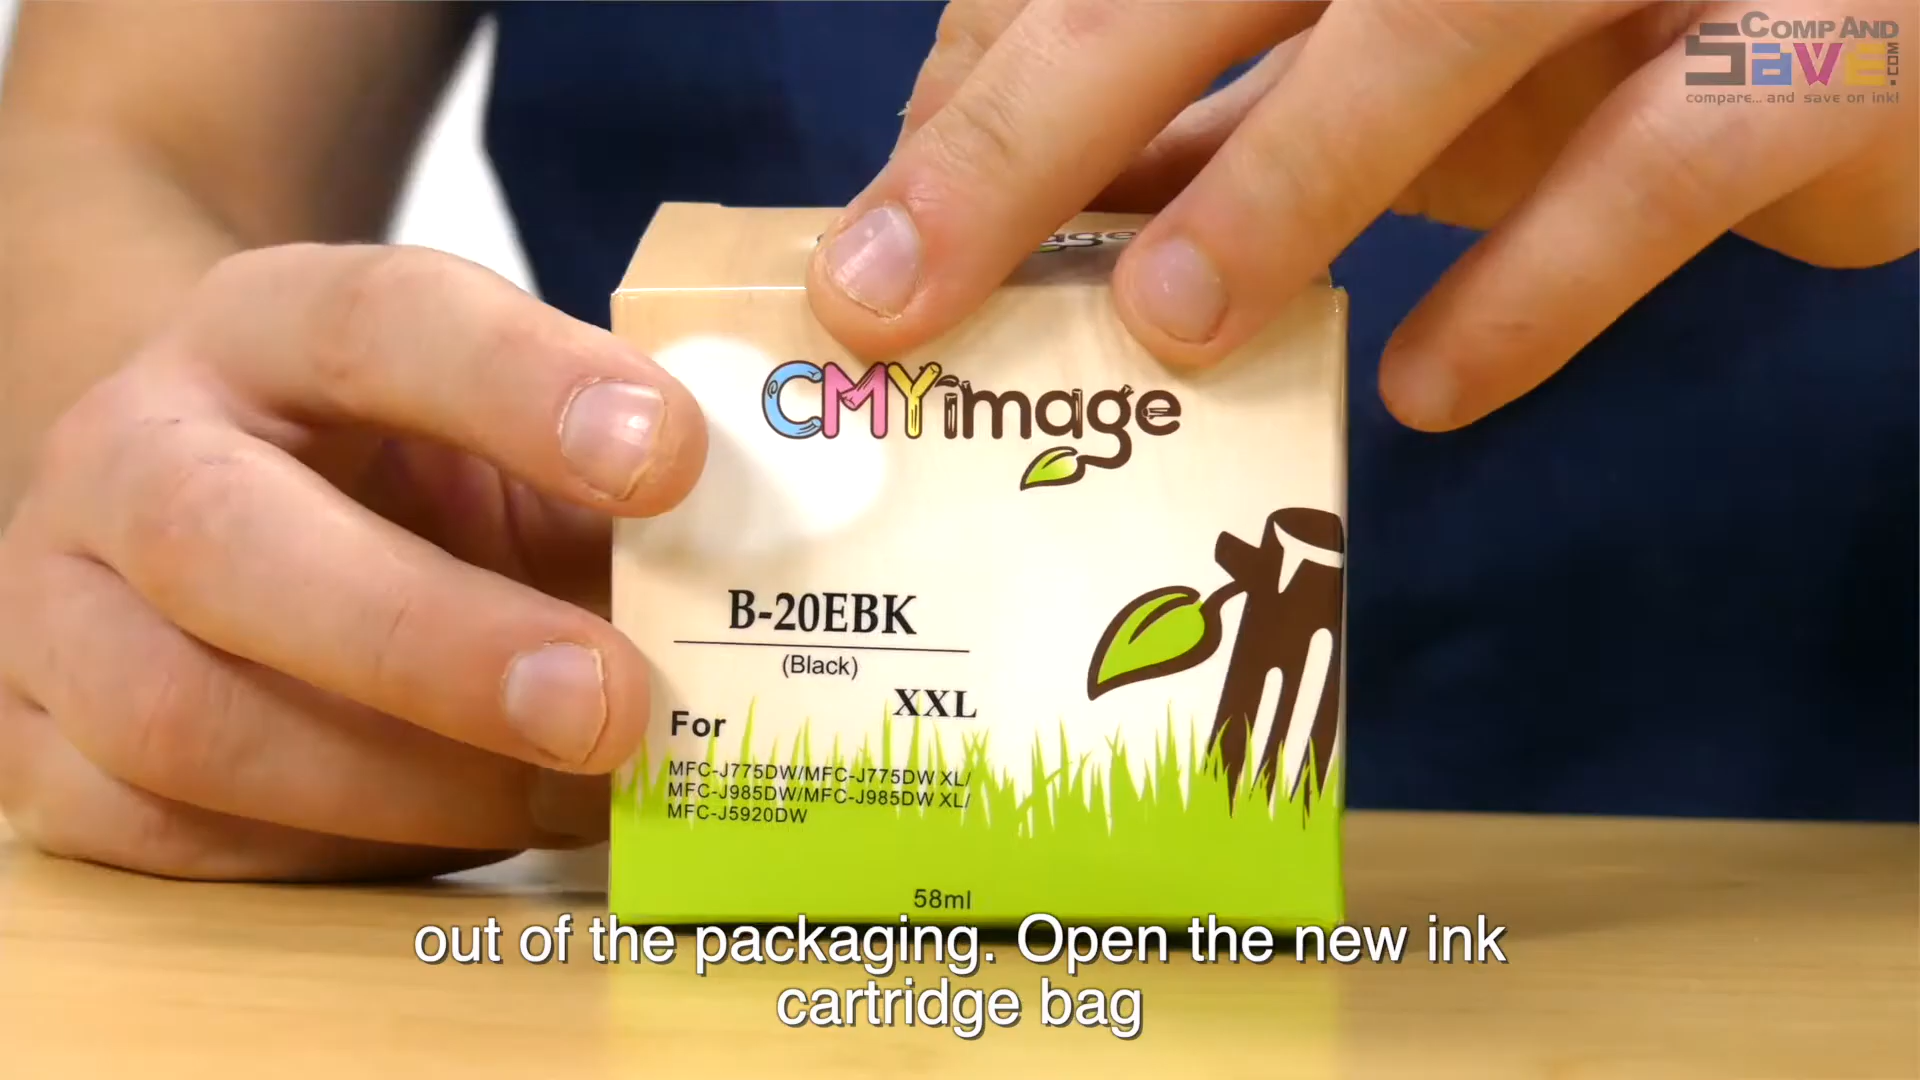 COMP AND
SAVE.COM
compare... and save on ink!
age
CMYimage
B-20EBK
(Black)
XXL
For
MFC-J775DW/MFC-J775DW XL/
MFC-J985DW/MFC-J985DW XL/
MFC-J5920DW
58ml
out of the packaging. Open the new ink
cartridge bag